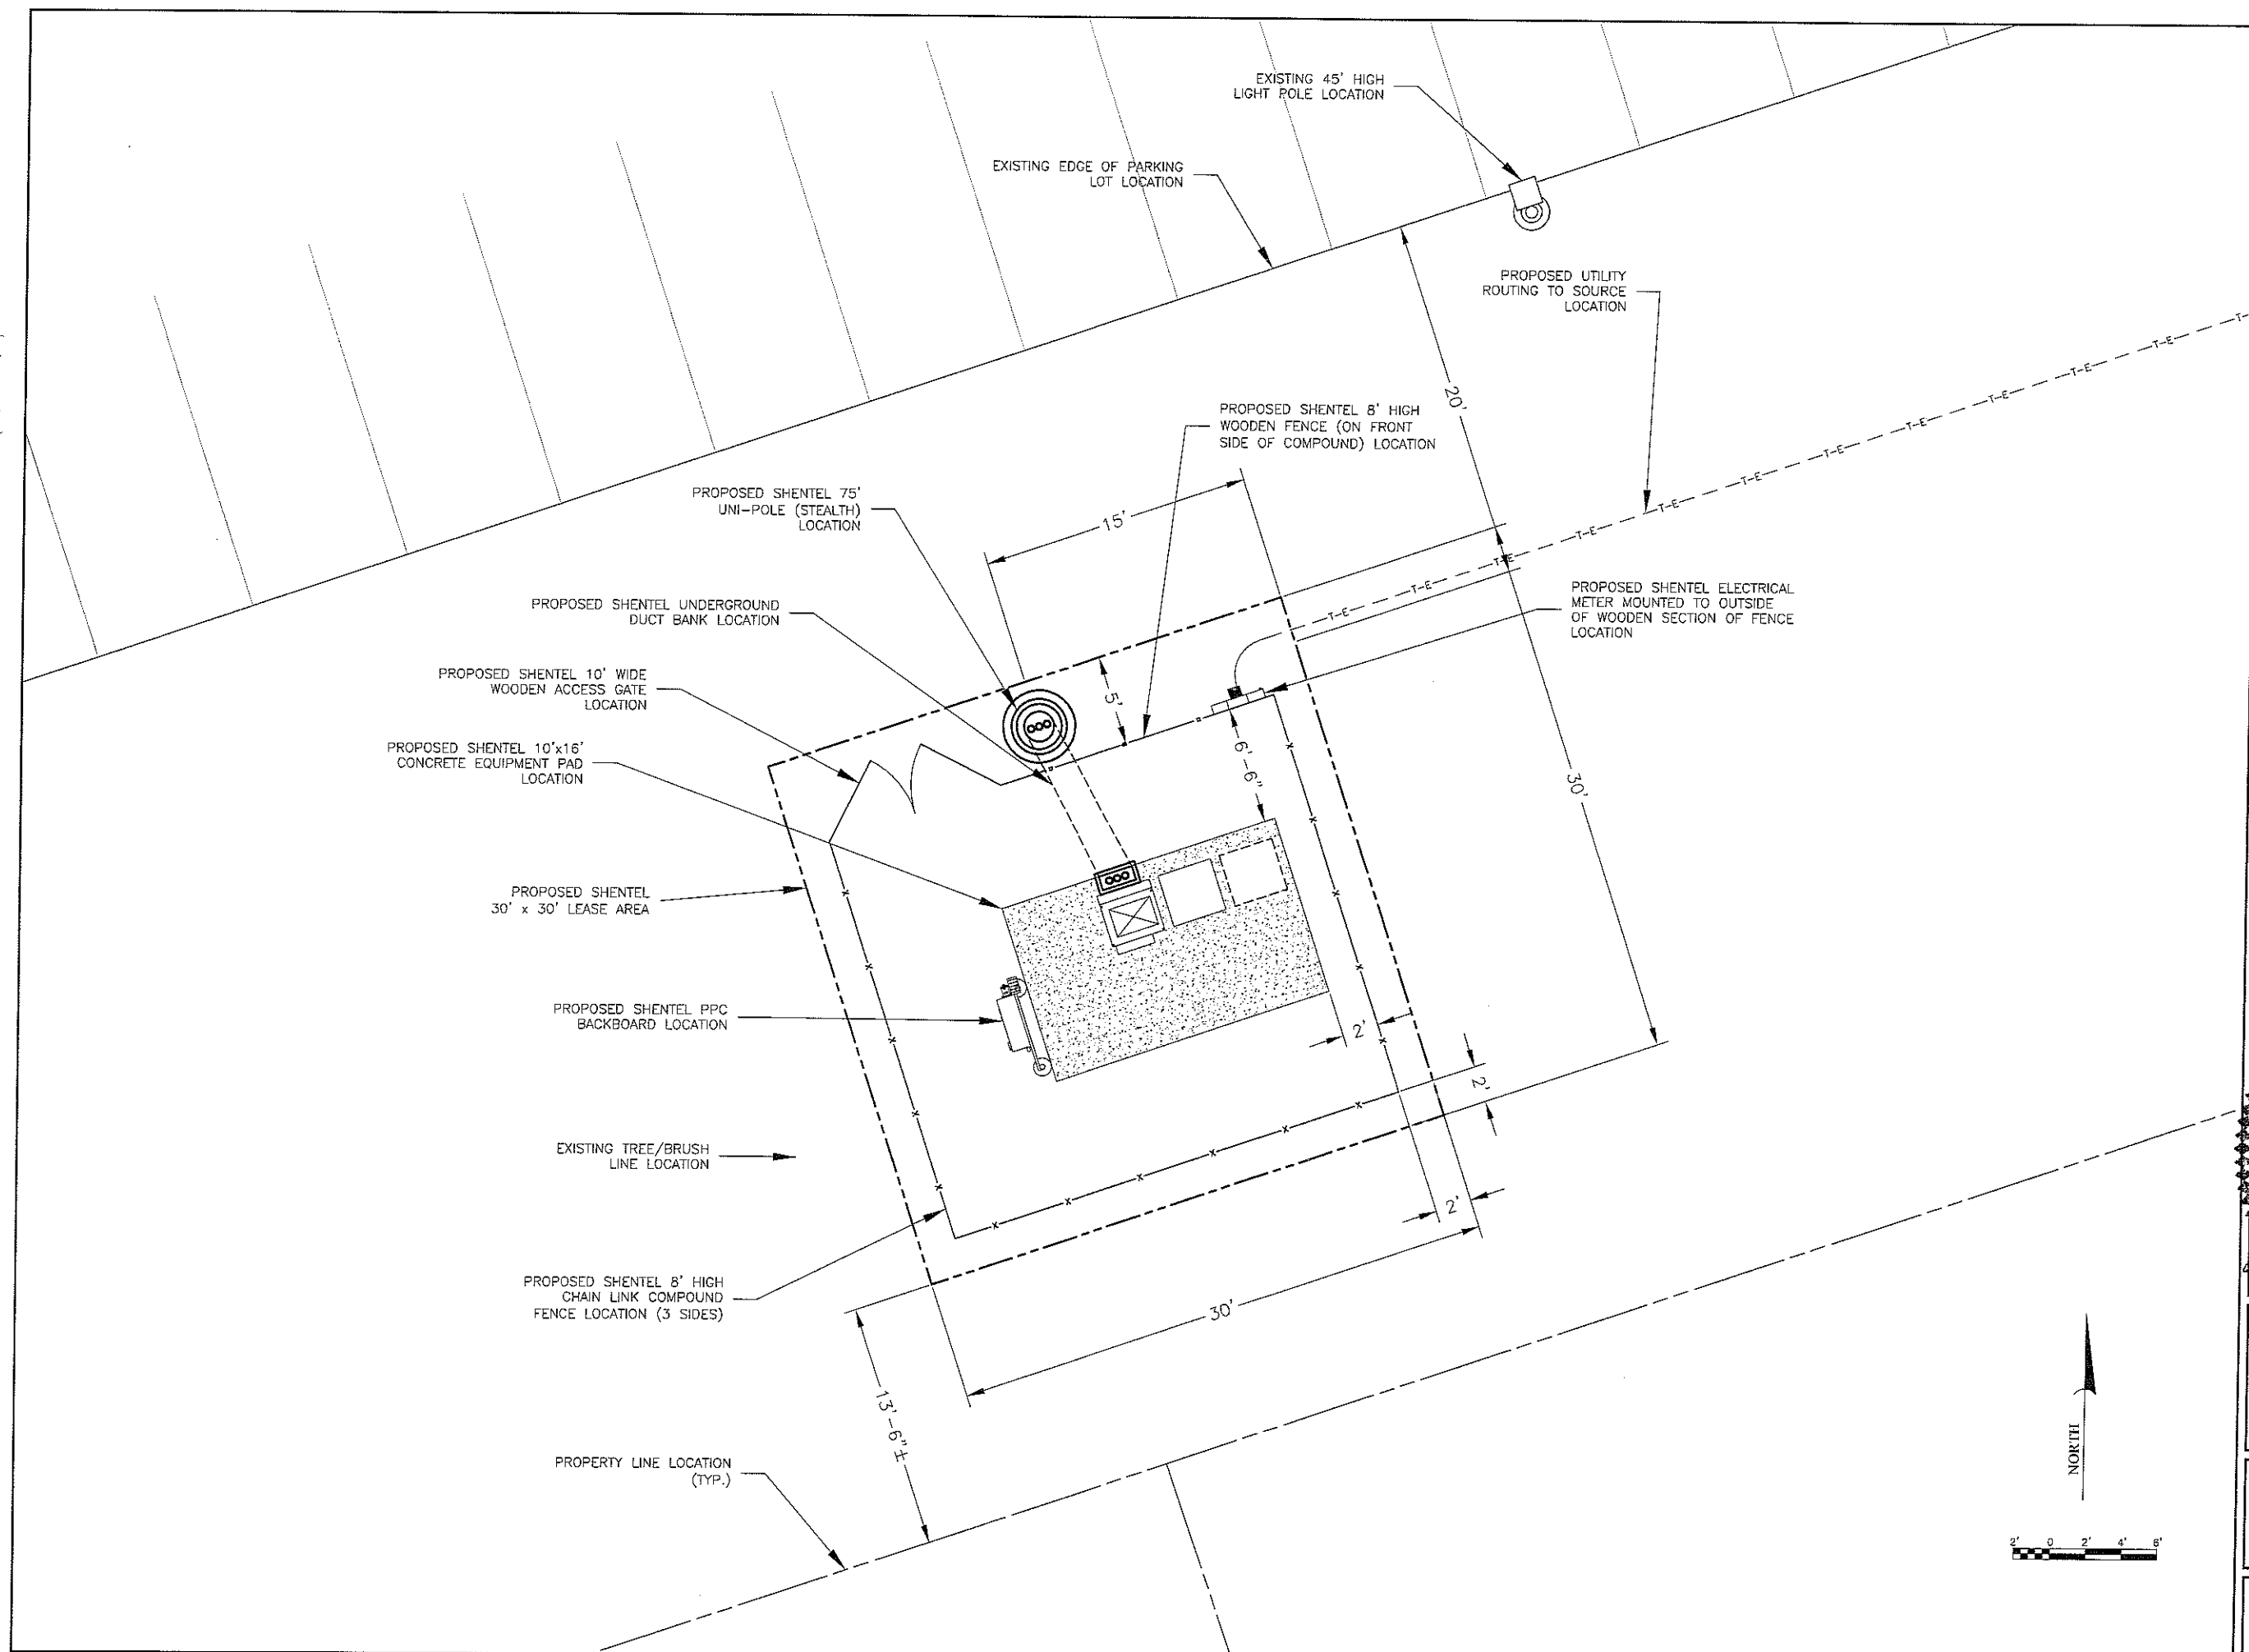 EXISTING 45' HIGH
LIGHT POLE LOCATION
EXISTING EDGE OF PARKING
LOT LOCATION
PROPOSED UTILITY
ROUTING TO SOURCE
LOCATION
20'
PROPOSED SHENTEL 8' HIGH
WOODEN FENCE (ON FRONT
SIDE OF COMPOUND) LOCATION
PROPOSED SHENTEL 75'
UNI-POLE (STEALTH)
LOCATION
15'
T-E T-E T-E T-E T-E T-E T-E T-E T-E T-E T-E T-
PROPOSED SHENTEL UNDERGROUND
DUCT BANK LOCATION
PROPOSED SHENTEL ELECTRICAL
METER MOUNTED TO OUTSIDE
OF WOODEN SECTION OF FENCE
LOCATION
PROPOSED SHENTEL 10' WIDE
WOODEN ACCESS GATE
LOCATION
5'
6'-6"
30'
PROPOSED SHENTEL 10'x16'
CONCRETE EQUIPMENT PAD
LOCATION
PROPOSED SHENTEL
30' x 30' LEASE AREA
PROPOSED SHENTEL PPC
BACKBOARD LOCATION
2'
2'
EXISTING TREE/BRUSH
LINE LOCATION
2'
PROPOSED SHENTEL 8' HIGH
CHAIN LINK COMPOUND
FENCE LOCATION (3 SIDES)
30'
13'-6"±
PROPERTY LINE LOCATION
(TYP.)
NORTH
2' 0 2' 4' 6'